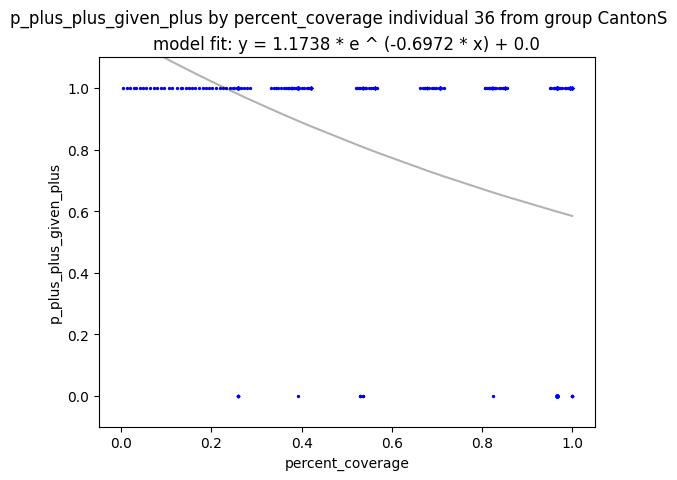 p_plus_plus_given_plus by percent_coverage individual 36 from group CantonS
model fit: y = 1.1738 * e ^ (-0.6972 * x) + 0.0
1.0
0.8
0.6
0.4
0.2
0.0
p_plus_plus_given_plus
0.0 0.2 0.4 0.6 0.8 1.0
percent_coverage